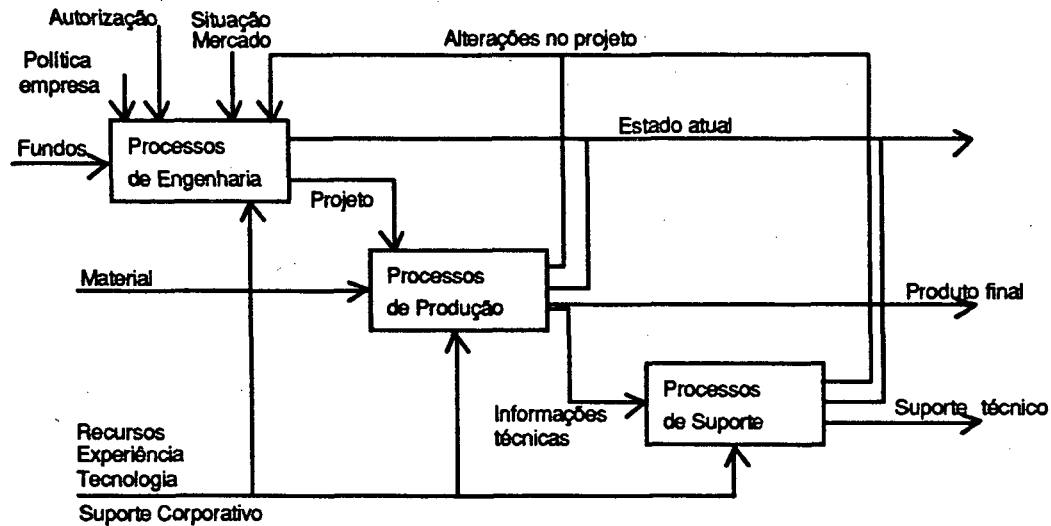 Autorização
Situação
Mercado
Alterações no projeto
Política
empresa
Estado atual
Fundos
Processos
de Engenharia
Projeto
Material
Processos
de Produção
Produto final
Processos
de Suporte
Informações
técnicas
Suporte técnico
Recursos
Experiência
Tecnologia
Suporte Corporativo